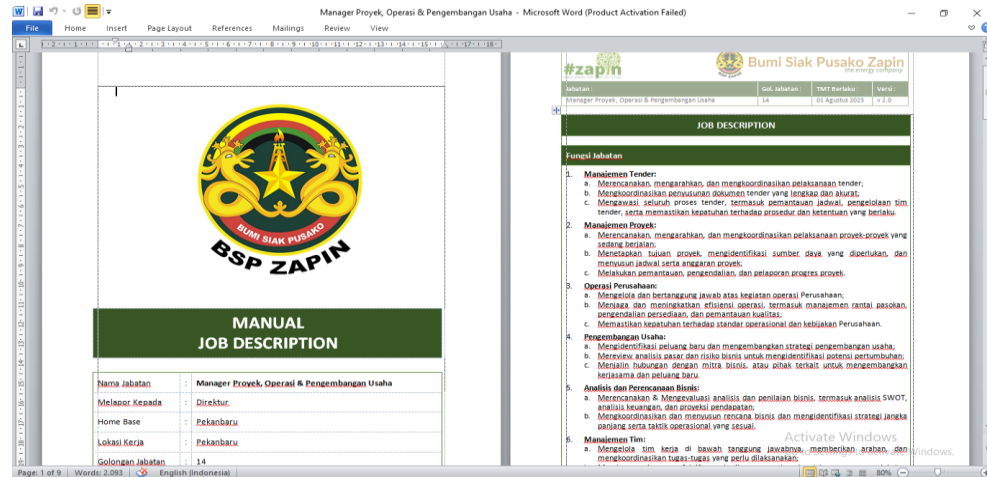 Manager Proyek, Operasi & Pengembangan Usaha - Microsoft Word (Product Activation Failed)
File Home Insert Page Layout References Mailings Review View
BUMI SIAK PUSAKO
BSP ZAPIN
MANUAL
JOB DESCRIPTION
Nama Jabatan : Manager Proyek, Operasi & Pengembangan Usaha
Melapor Kepada : Direktur
Home Base : Pekanbaru
Lokasi Kerja : Pekanbaru
Golongan Jabatan : 14
#zapin
Bumi Siak Pusako Zapin
the energy company
Jabatan : Gol. Jabatan : TMT Berlaku : Versi :
Manager Proyek, Operasi & Pengembangan Usaha 14 01 Agustus 2023 v 2.0
JOB DESCRIPTION
Fungsi Jabatan
1. Manajemen Tender:
a. Merencanakan, mengarahkan, dan mengkoordinasikan pelaksanaan tender;
b. Mengkoordinasikan penyusunan dokumen tender yang lengkap dan akurat;
c. Mengawasi seluruh proses tender, termasuk pemantauan jadwal, pengelolaan tim
tender, serta memastikan kepatuhan terhadap prosedur dan ketentuan yang berlaku.
2. Manajemen Proyek:
a. Merencanakan, mengarahkan, dan mengkoordinasikan pelaksanaan proyek-proyek yang
sedang berjalan;
b. Menetapkan tujuan proyek, mengidentifikasi sumber daya yang diperlukan, dan
menyusun jadwal serta anggaran proyek;
c. Melakukan pemantauan, pengendalian, dan pelaporan progres proyek.
3. Operasi Perusahaan:
a. Mengelola dan bertanggung jawab atas kegiatan operasi Perusahaan;
b. Menjaga dan meningkatkan efisiensi operasi, termasuk manajemen rantai pasokan,
pengendalian persediaan, dan pemantauan kualitas;
c. Memastikan kepatuhan terhadap standar operasional dan kebijakan Perusahaan.
4. Pengembangan Usaha:
a. Mengidentifikasi peluang baru dan mengembangkan strategi pengembangan usaha;
b. Mereview analisis pasar dan risiko bisnis untuk mengidentifikasi potensi pertumbuhan;
c. Menjalin hubungan dengan mitra bisnis, atau pihak terkait untuk mengembangkan
kerjasama dan peluang baru.
5. Analisis dan Perencanaan Bisnis:
a. Merencanakan & Mengevaluasi analisis dan penilaian bisnis, termasuk analisis SWOT,
analisis keuangan, dan proyeksi pendapatan;
b. Mengkoordinasikan dan menyusun rencana bisnis dan mengidentifikasi strategi jangka
panjang serta taktik operasional yang sesuai.
6. Manajemen Tim:
a. Mengelola tim kerja di bawah tanggung jawabnya, memberikan arahan, dan
mengkoordinasikan tugas-tugas yang perlu dilaksanakan;
Activate Windows
Windows.
Page: 1 of 9 Words: 2.093 English (Indonesia) 80%